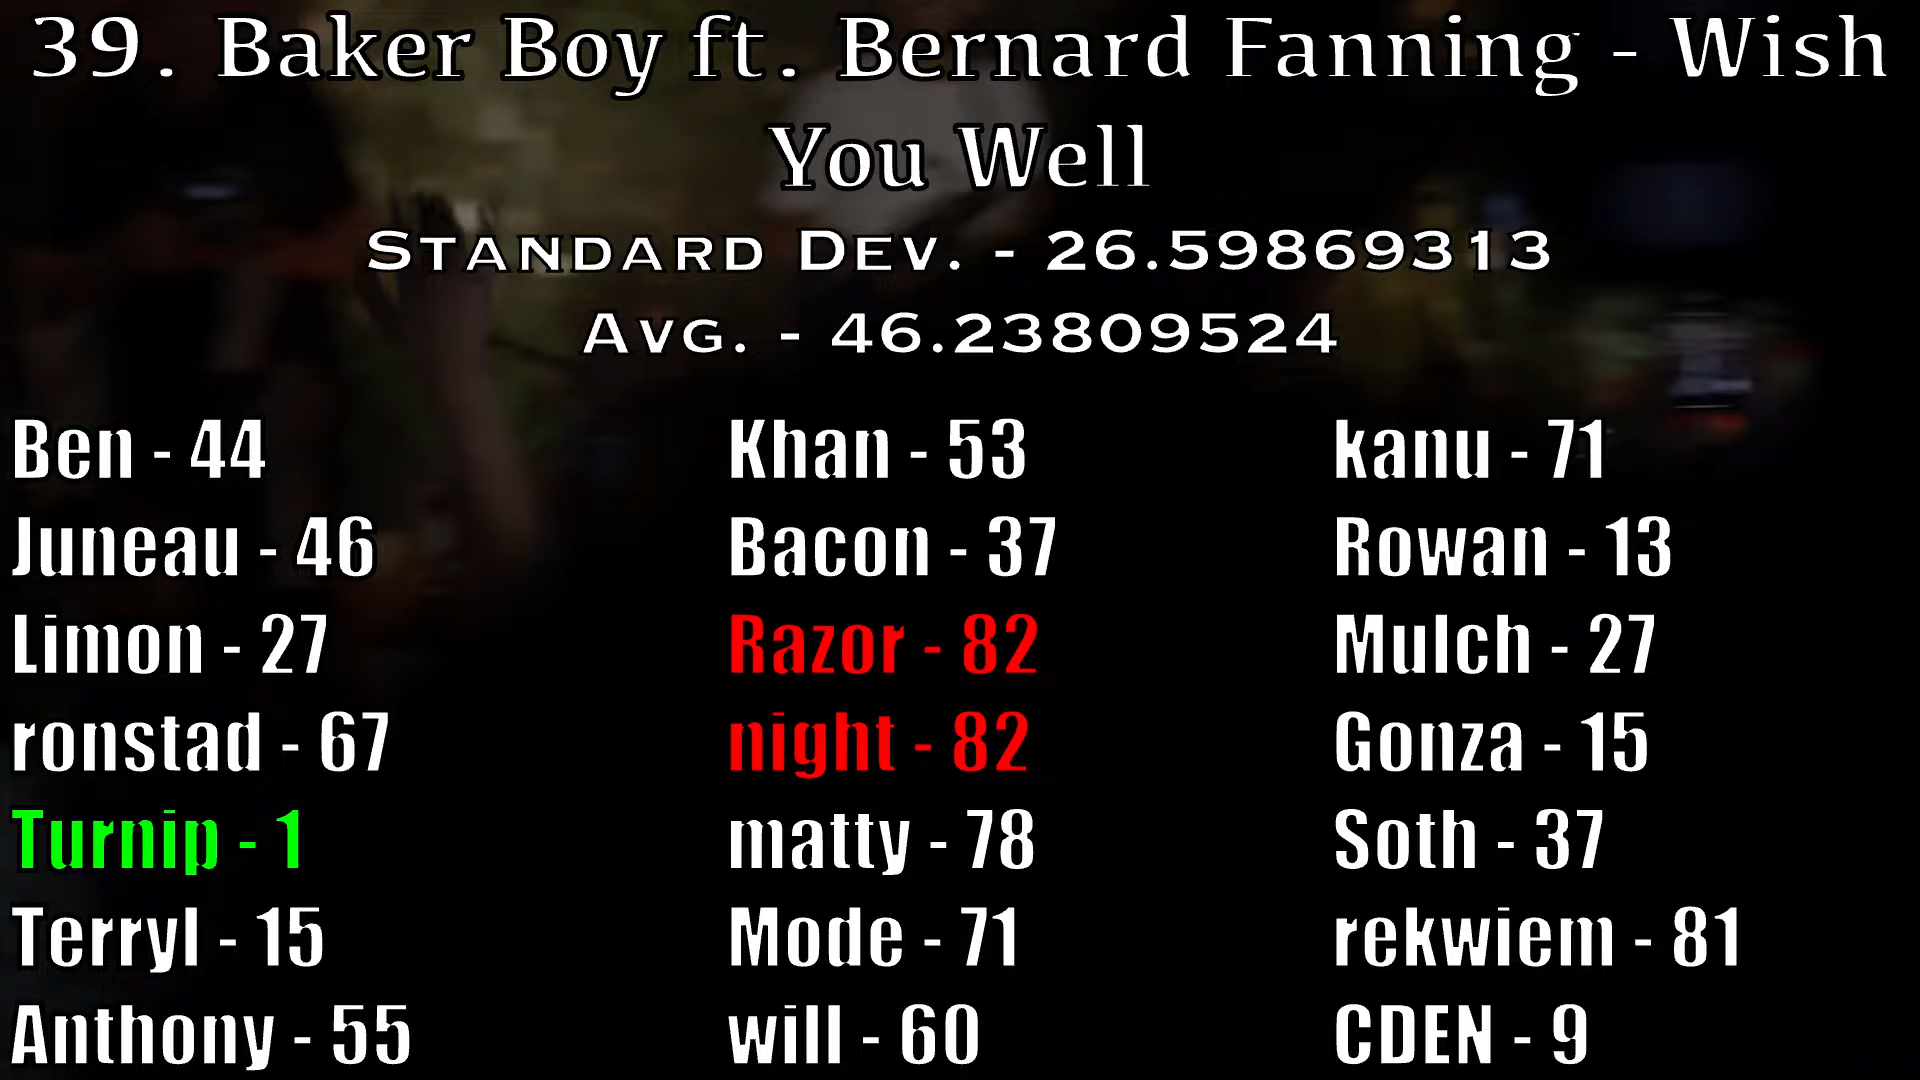 39. Baker Boy ft. Bernard Fanning - Wish
You Well
Standard Dev. - 26.59869313
Avg. - 46.23809524
Ben - 44
Juneau - 46
Limon - 27
ronstad - 67
Turnip - 1
Terryl - 15
Anthony - 55
Khan - 53
Bacon - 37
Razor - 82
night - 82
matty - 78
Mode - 71
will - 60
kanu - 71
Rowan - 13
Mulch - 27
Gonza - 15
Soth - 37
rekwiem - 81
CDEN - 9